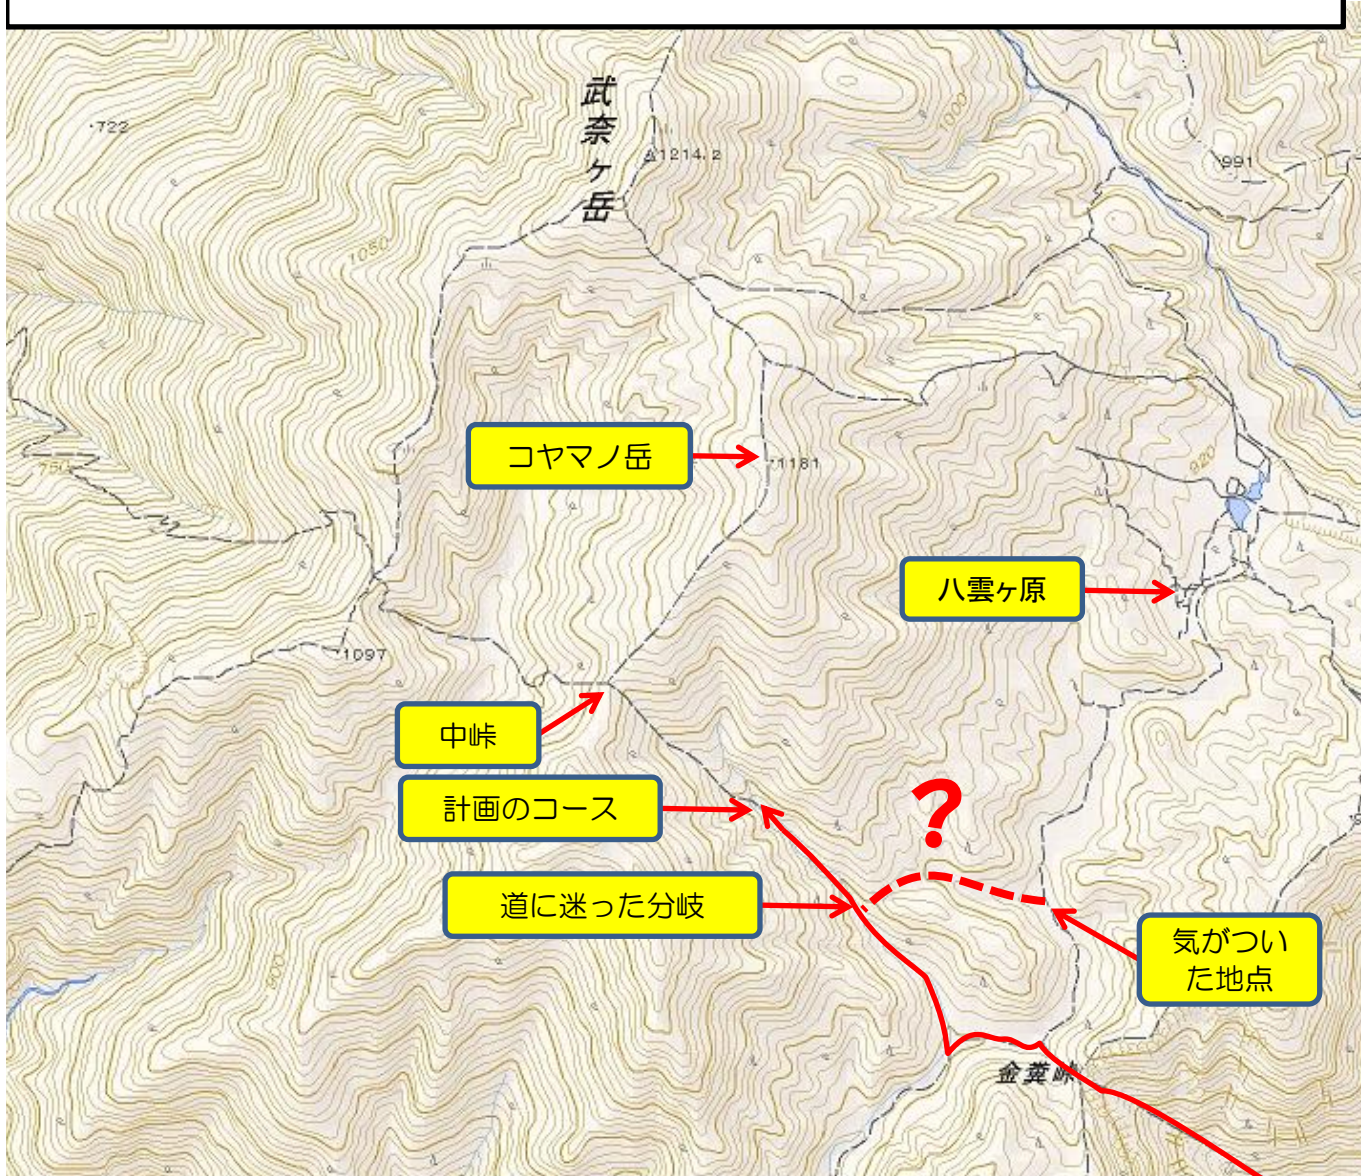 武奈ヶ岳
・722
1214.2
1000
991
1050
コヤマノ岳
・1181
750
920
八雲ヶ原
・1097
中峠
計画のコース
?
道に迷った分岐
気がつい
た地点
900
金糞峠